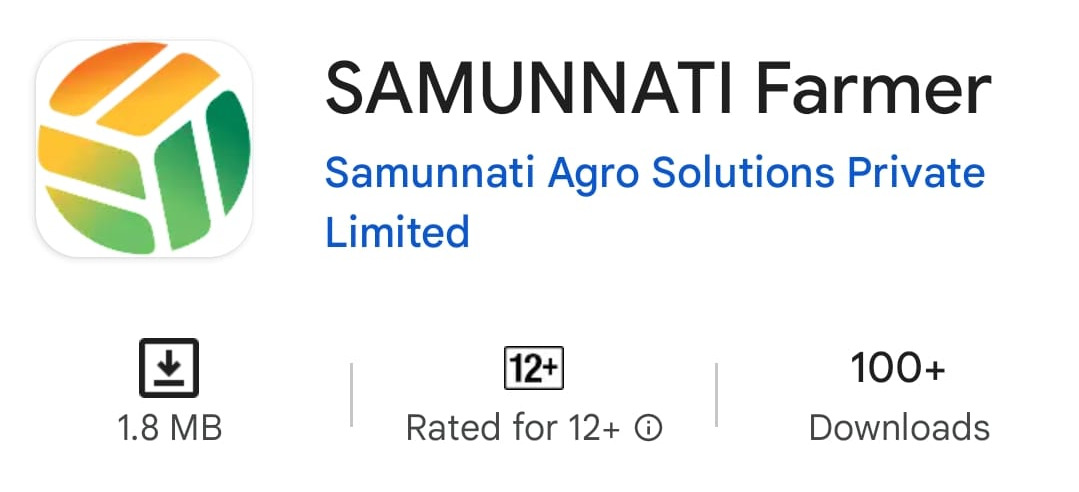 SAMUNNATI Farmer
Samunnati Agro Solutions Private
Limited
1.8 MB
12+
Rated for 12+
100+
Downloads